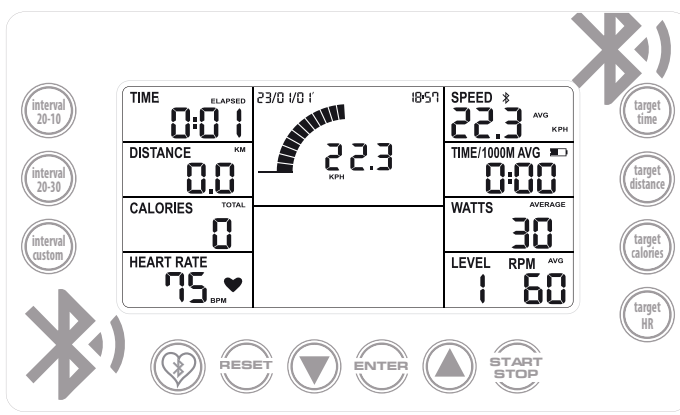 interval
20-10
interval
20-30
interval
custom
TIME ELAPSED
0:01
DISTANCE KM
0.0
CALORIES TOTAL
0
HEART RATE
75 BPM
23/01/01 18:57
22.3
KPH
SPEED
22.3 AVG KPH
TIME/1000M AVG
0:00
WATTS AVERAGE
30
LEVEL RPM AVG
1 60
target
time
target
distance
target
calories
target
HR
RESET
ENTER
START
STOP